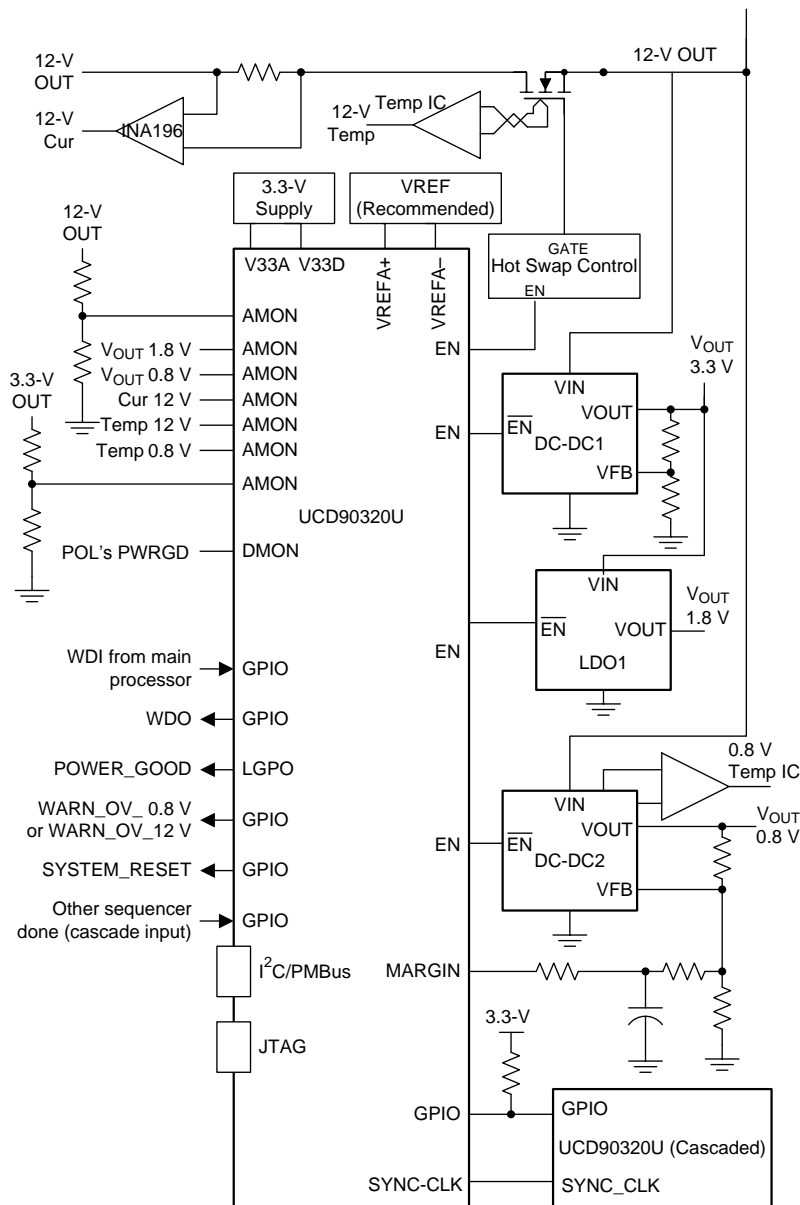 12-V
OUT
12-V
Cur
INA196
12-V
Temp
Temp IC
12-V OUT
3.3-V
Supply
VREF
(Recommended)
GATE
Hot Swap Control
EN
12-V
OUT
V33A
V33D
VREFA+
VREFA–
AMON
VOUT 1.8 V
AMON
VOUT 0.8 V
AMON
Cur 12 V
AMON
Temp 12 V
AMON
Temp 0.8 V
AMON
3.3-V
OUT
AMON
UCD90320U
POL's PWRGD
DMON
EN
EN
VIN
EN
DC-DC1
VOUT
VFB
VOUT
3.3 V
EN
VIN
EN
VOUT
LDO1
VOUT
1.8 V
WDI from main
processor
GPIO
WDO
GPIO
POWER_GOOD
LGPO
WARN_OV_ 0.8 V
or WARN_OV_12 V
GPIO
SYSTEM_RESET
GPIO
Other sequencer
done (cascade input)
GPIO
I2C/PMBus
JTAG
EN
VIN
EN
VOUT
DC-DC2
VFB
0.8 V
Temp IC
VOUT
0.8 V
MARGIN
3.3-V
GPIO
GPIO
UCD90320U (Cascaded)
SYNC-CLK
SYNC_CLK